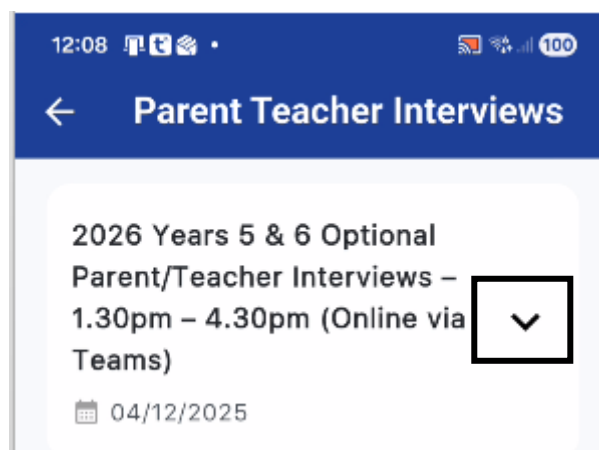 12:08
100
Parent Teacher Interviews
2026 Years 5 & 6 Optional
Parent/Teacher Interviews –
1.30pm – 4.30pm (Online via
Teams)
04/12/2025